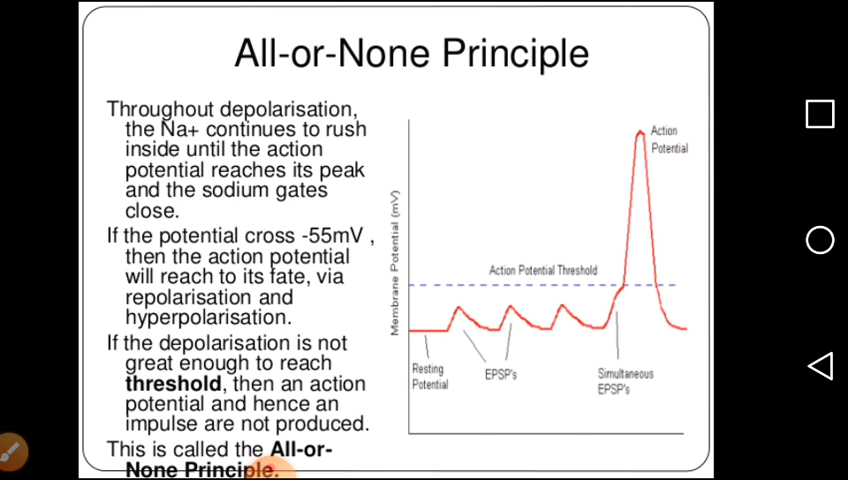 All-or-None Principle
Throughout depolarisation,
the Na+ continues to rush
inside until the action
potential reaches its peak
and the sodium gates
close.
If the potential cross -55mV ,
then the action potential
will reach to its fate, via
repolarisation and
hyperpolarisation.
If the depolarisation is not
great enough to reach
threshold, then an action
potential and hence an
impulse are not produced.
This is called the All-or-
None Principle.
Membrane Potential (mV)
Action
Potential
Action Potential Threshold
Resting
Potential
EPSP's
Simultaneous
EPSP's